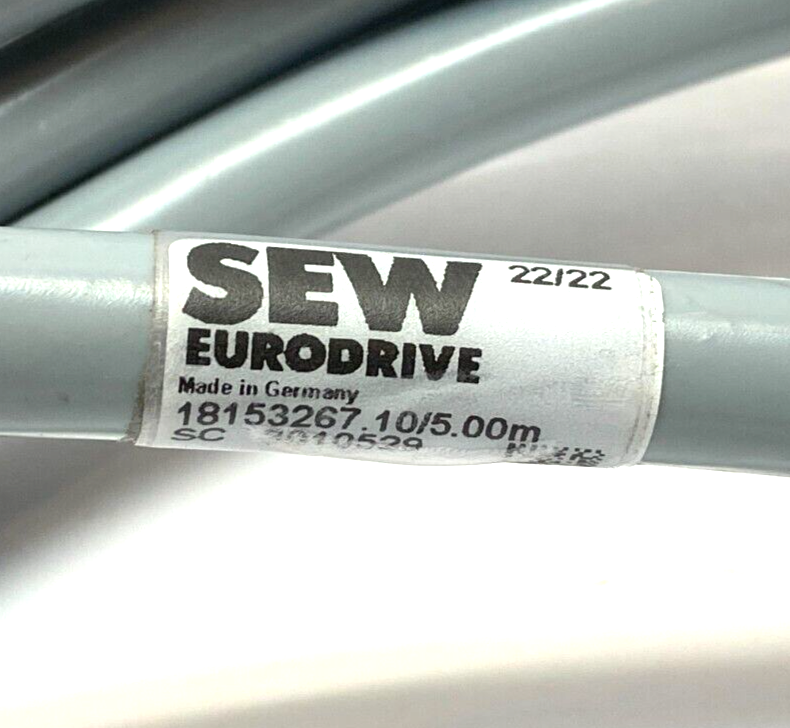 SEW
22/22
EURODRIVE
Made in Germany
18153267.10/5.00m
SC